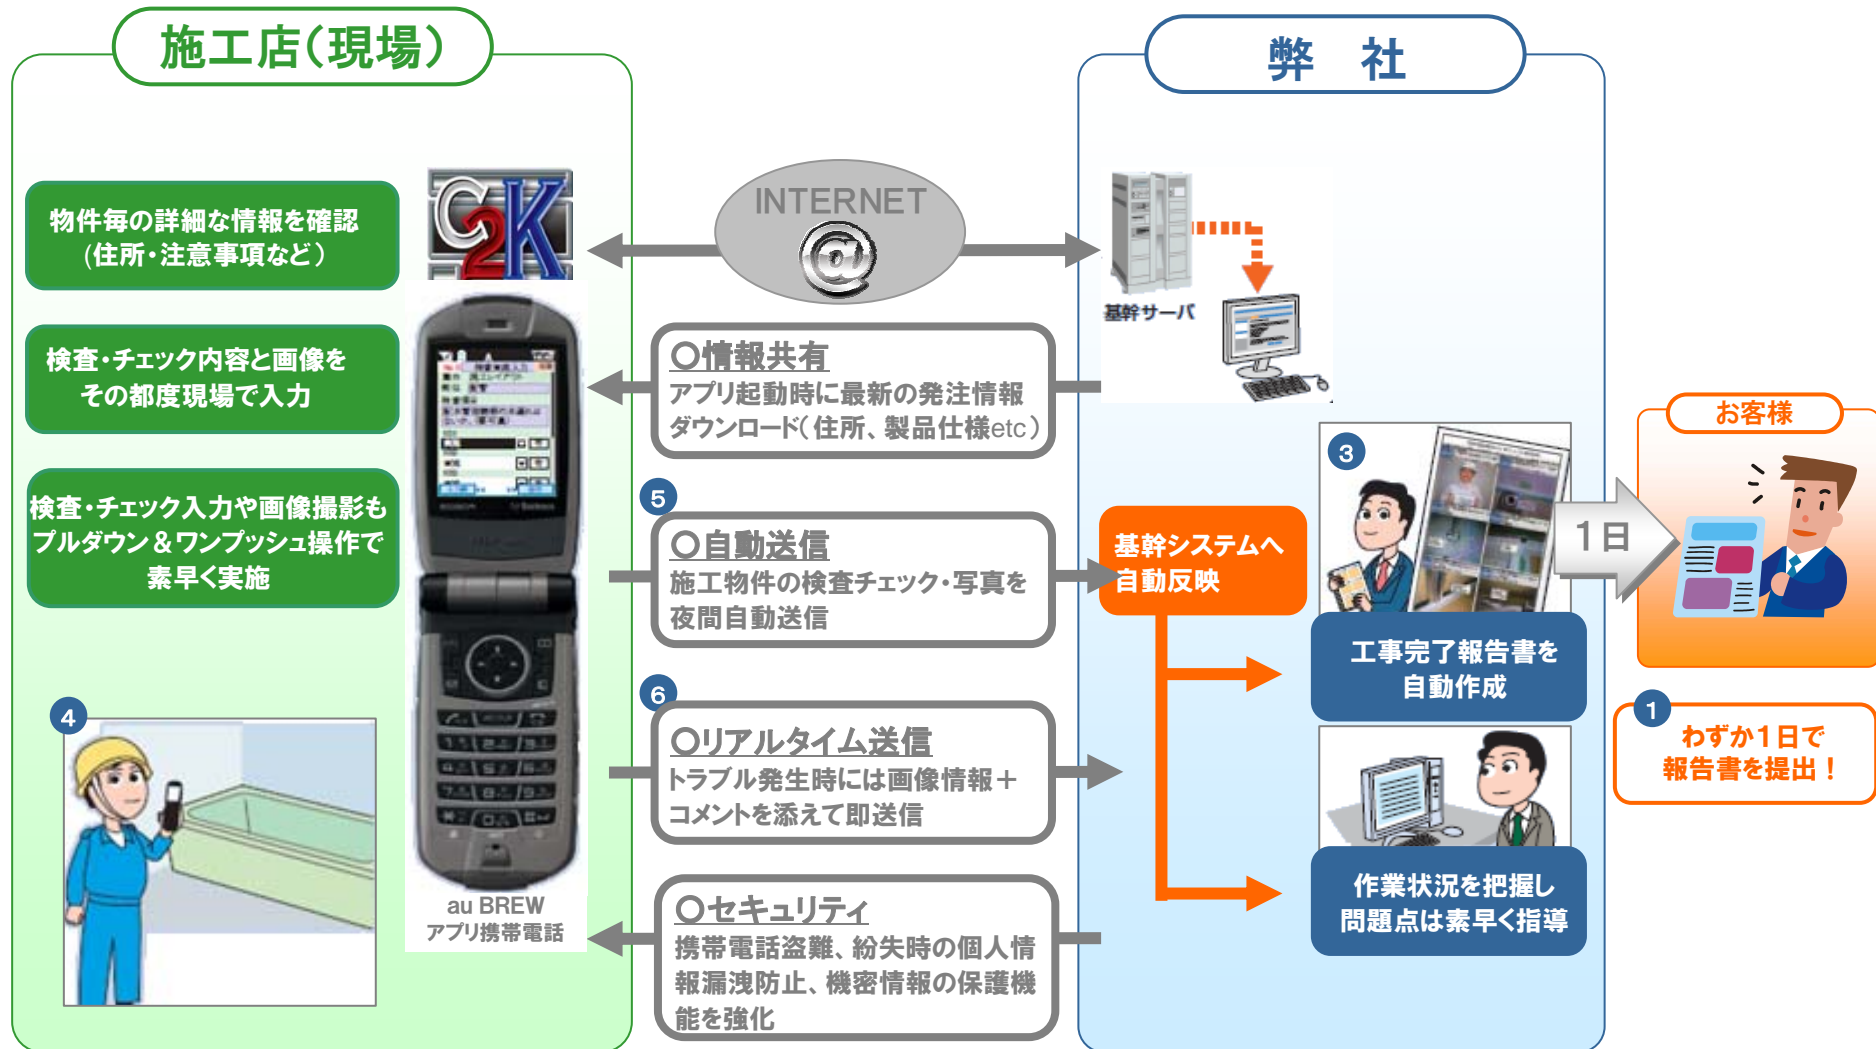 施工店(現場)
弊 社
物件毎の詳細な情報を確認
(住所・注意事項など)
検査・チェック内容と画像を
その都度現場で入力
検査・チェック入力や画像撮影も
プルダウン&ワンプッシュ操作で
素早く実施
C2K
au BREW
アプリ携帯電話
④
INTERNET
@
○情報共有
アプリ起動時に最新の発注情報
ダウンロード(住所、製品仕様etc)
⑤
○自動送信
施工物件の検査チェック・写真を
夜間自動送信
⑥
○リアルタイム送信
トラブル発生時には画像情報+
コメントを添えて即送信
○セキュリティ
携帯電話盗難、紛失時の個人情
報漏洩防止、機密情報の保護機
能を強化
基幹サーバ
基幹システムへ
自動反映
③
工事完了報告書を
自動作成
作業状況を把握し
問題点は素早く指導
1日
お客様
①
わずか1日で
報告書を提出!